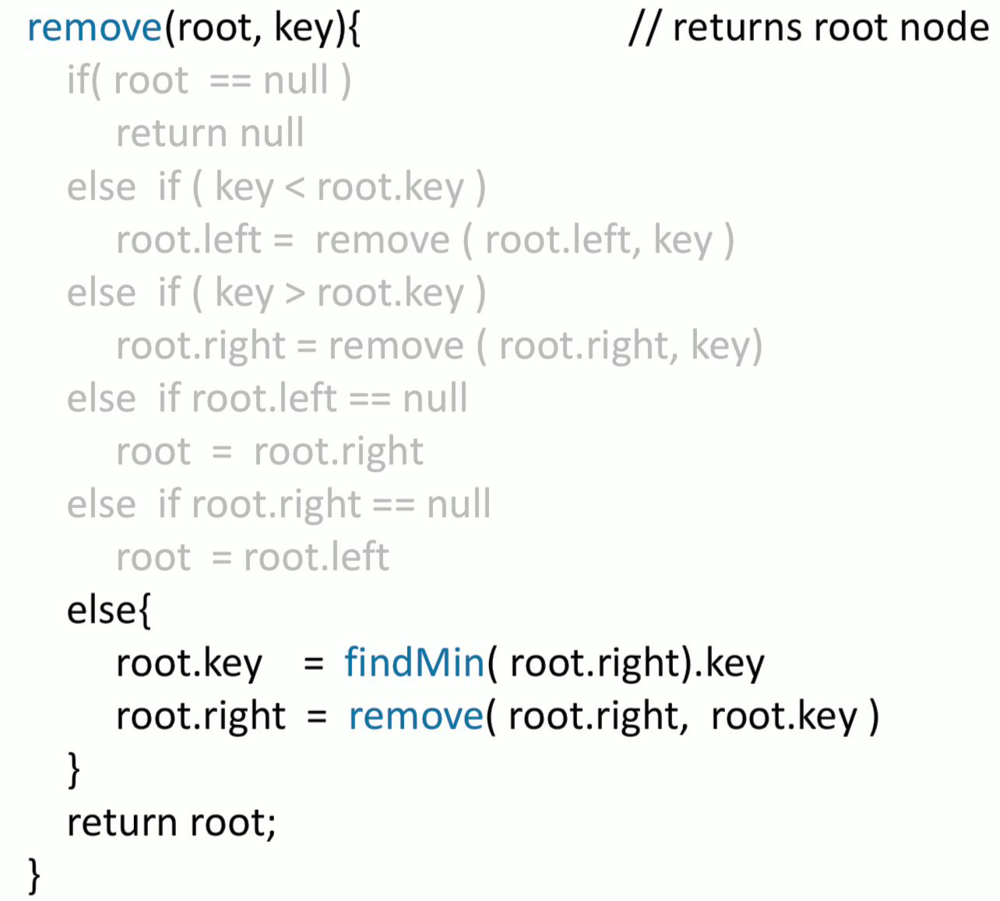 remove(root, key){ // returns root node
if( root == null )
return null
else if ( key < root.key )
root.left = remove ( root.left, key )
else if ( key > root.key )
root.right = remove ( root.right, key)
else if root.left == null
root = root.right
else if root.right == null
root = root.left
else{
root.key = findMin( root.right).key
root.right = remove( root.right, root.key )
}
return root;
}